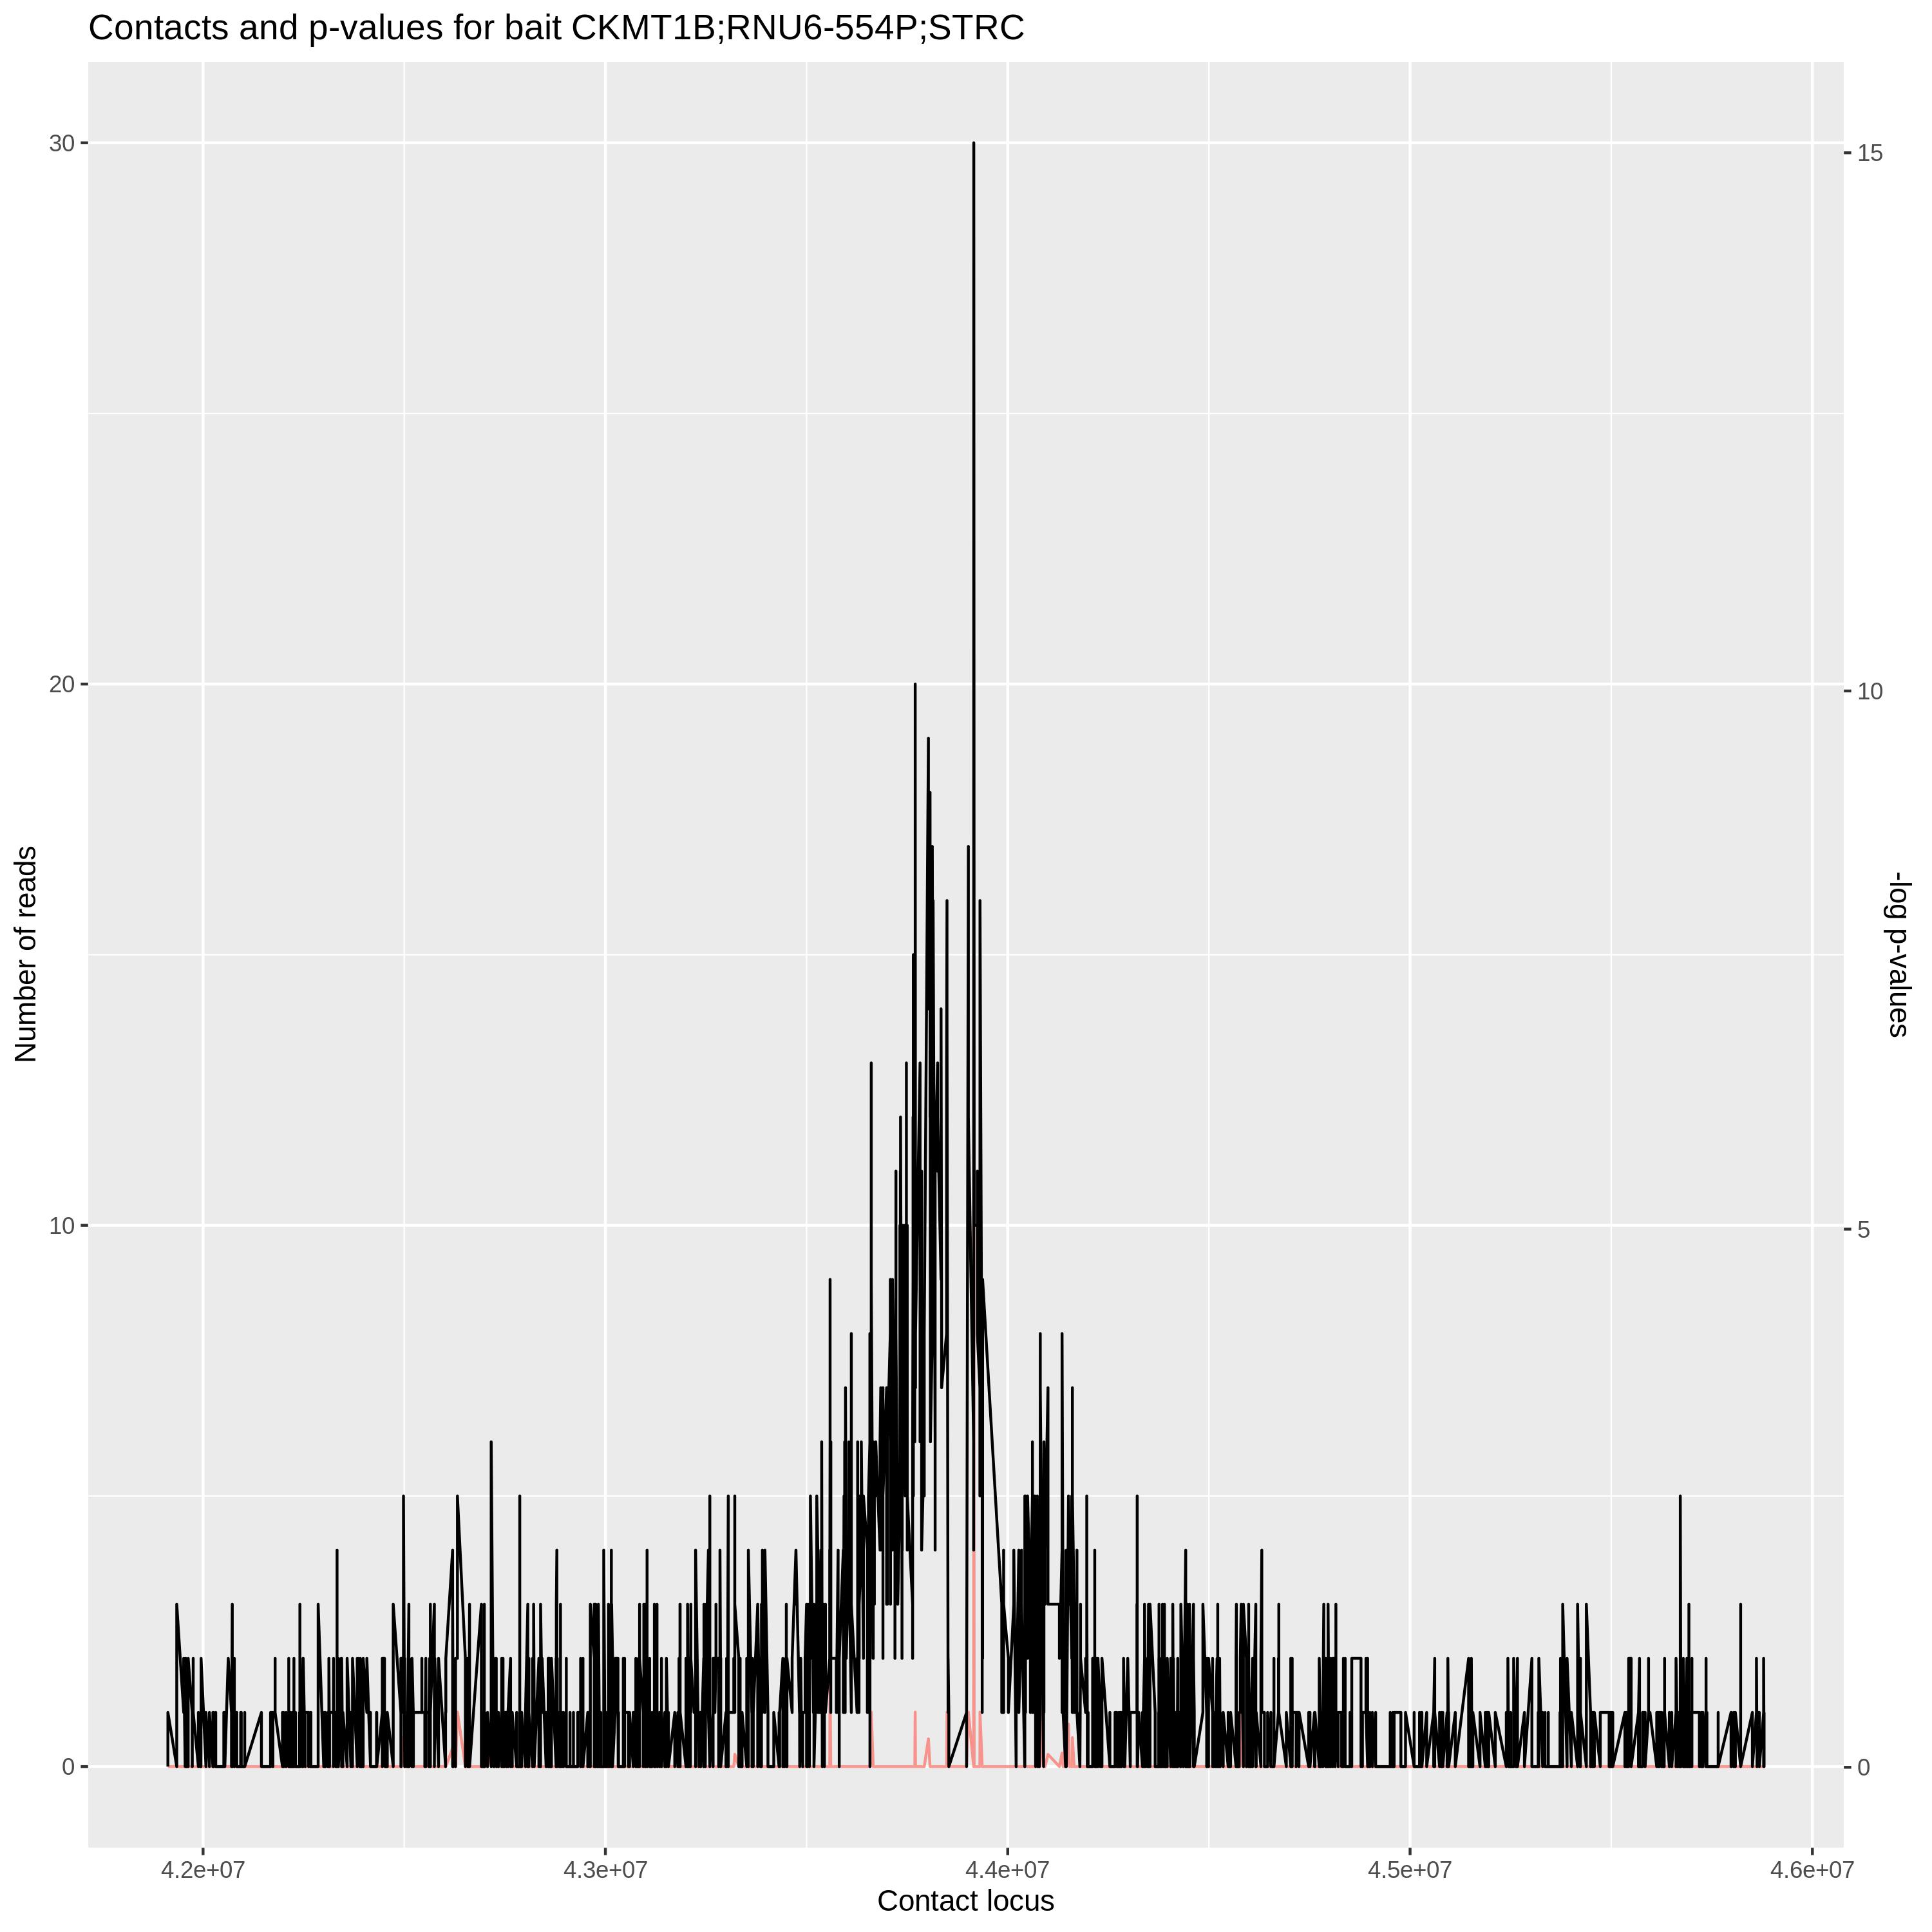 Contacts and p-values for bait CKMT1B;RNU6-554P;STRC
30
20
10
0
Number of reads
15
10
5
0
-log p-values
4.2e+07
4.3e+07
4.4e+07
4.5e+07
4.6e+07
Contact locus